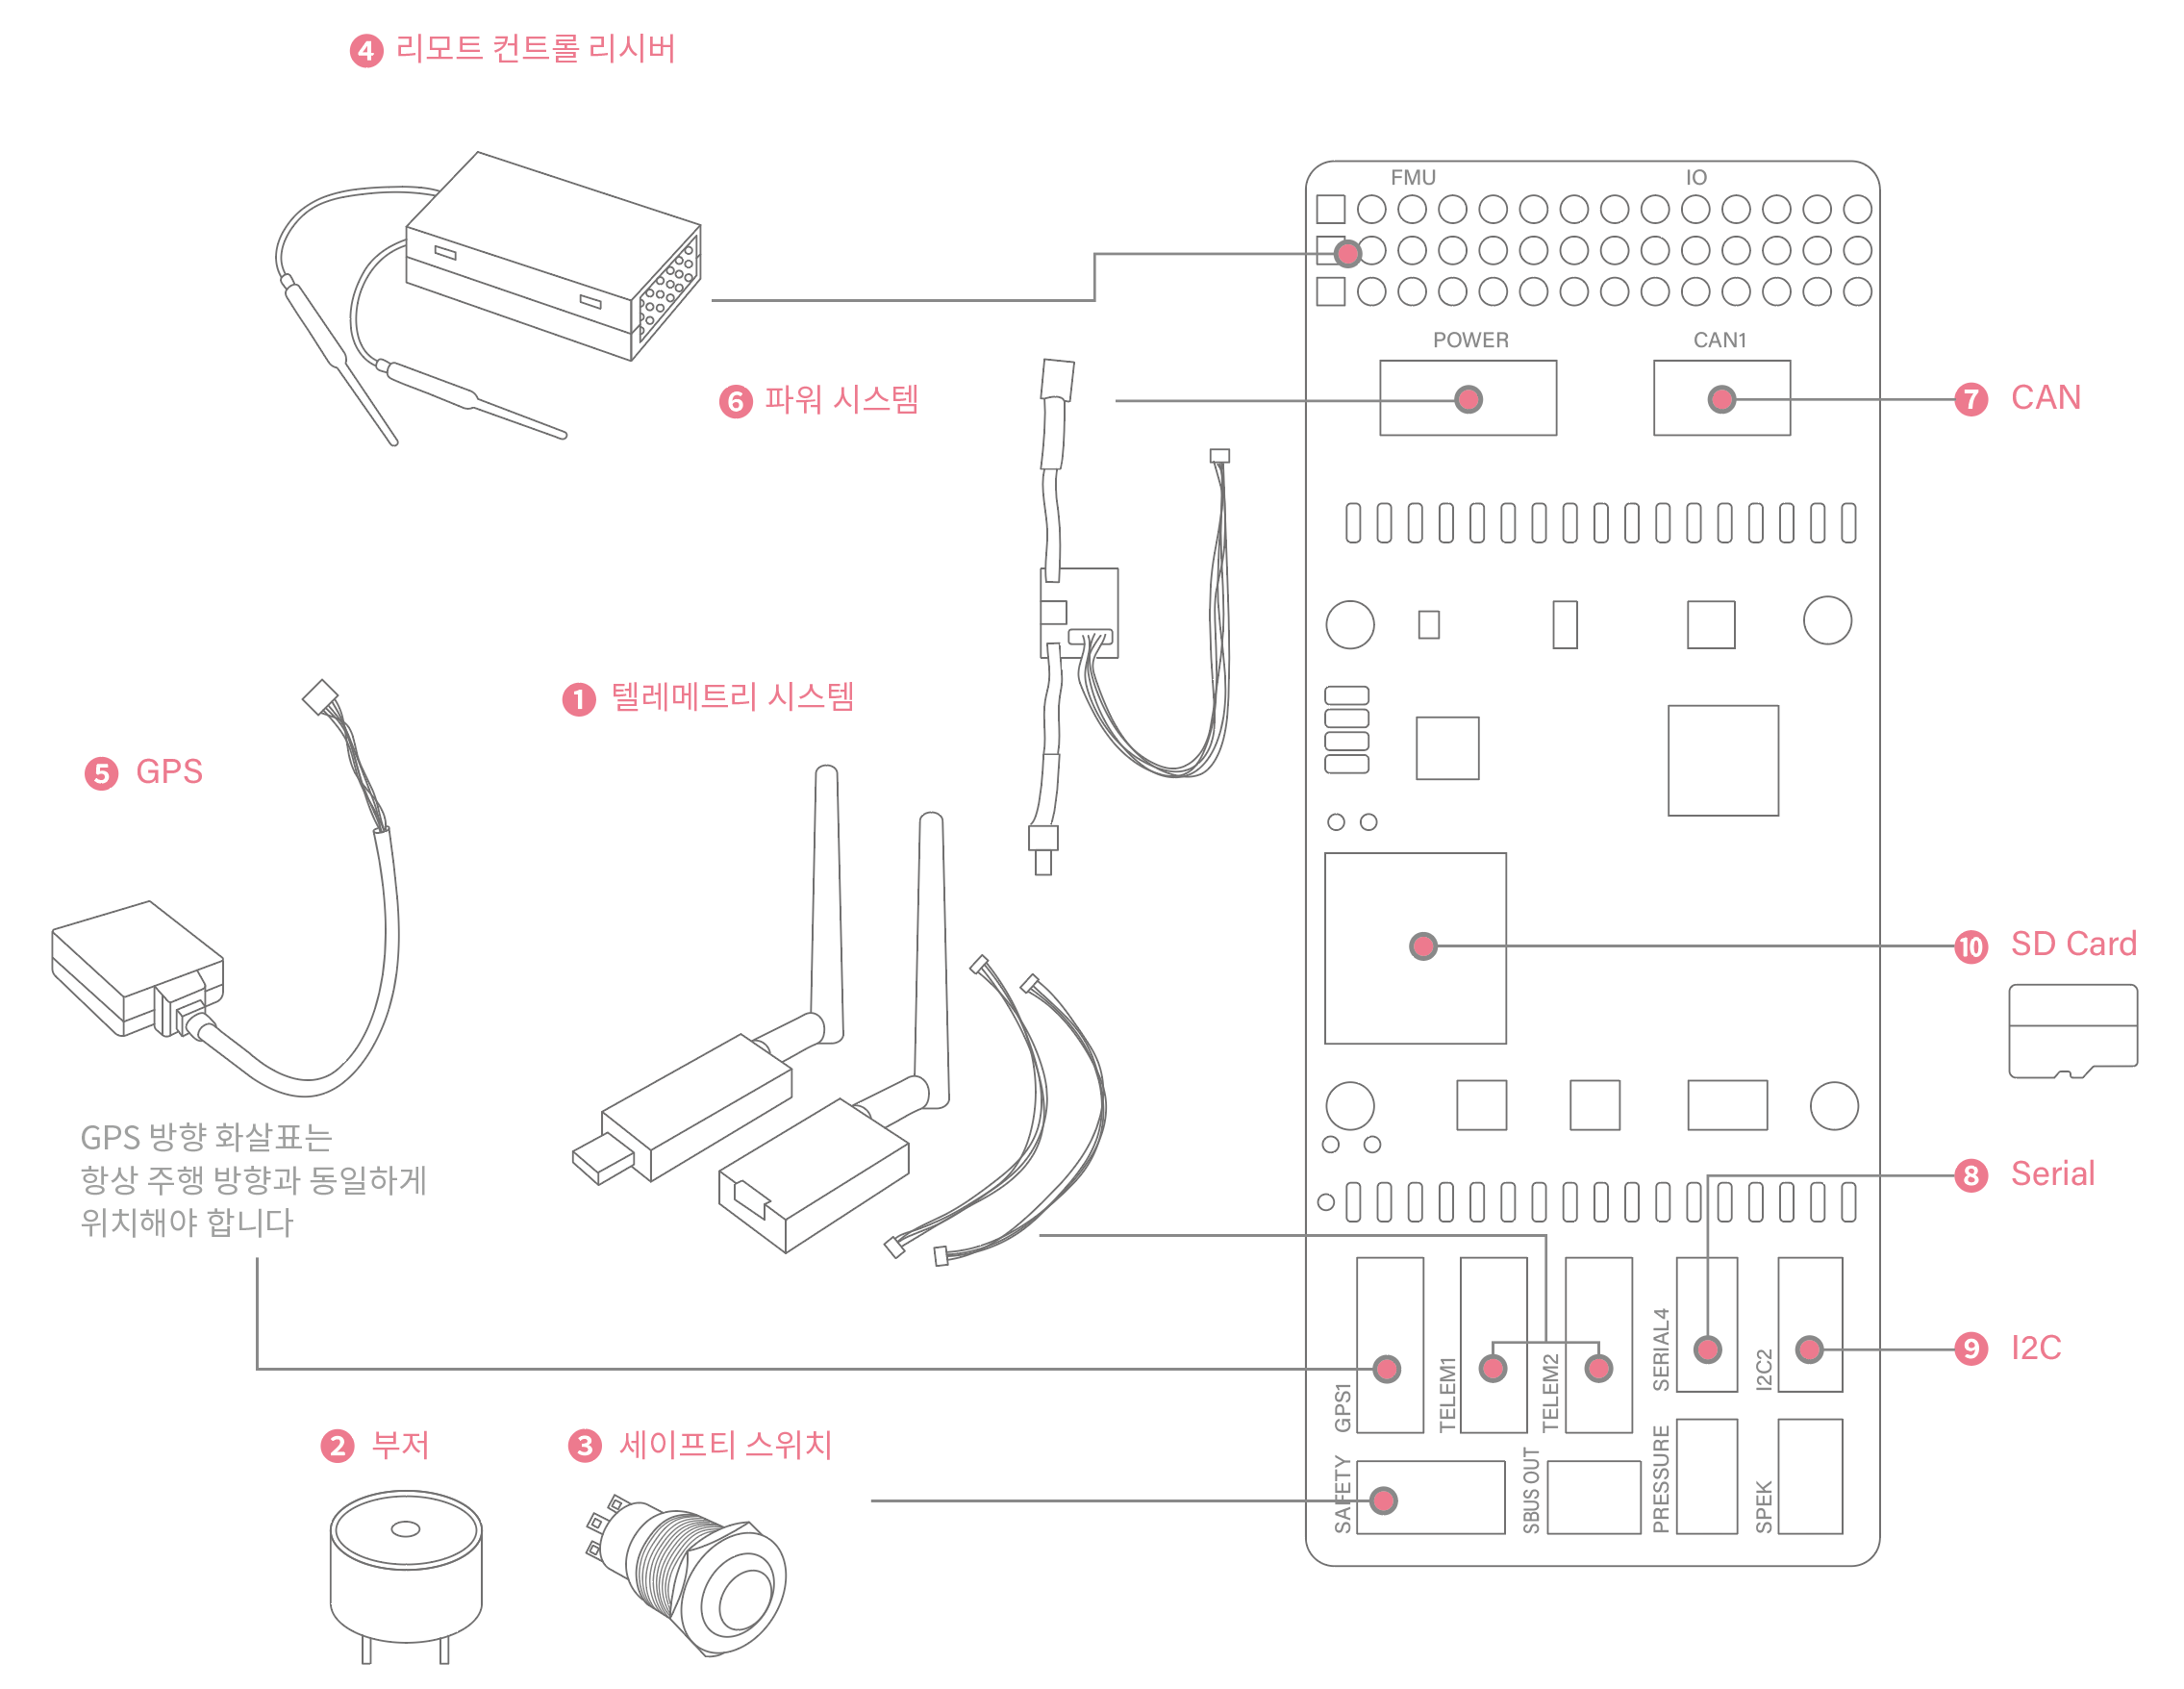 4 리모트 컨트롤 리시버
FMU IO
POWER CAN1
6 파워 시스템
7 CAN
1 텔레메트리 시스템
5 GPS
10 SD Card
GPS 방향 화살표는
항상 주행 방향과 동일하게
위치해야 합니다
8 Serial
9 I2C
GPS1
TELEM1
TELEM2
SERIAL4
I2C2
2 부저
3 세이프티 스위치
SAFETY
SBUS OUT
PRESSURE
SPEK